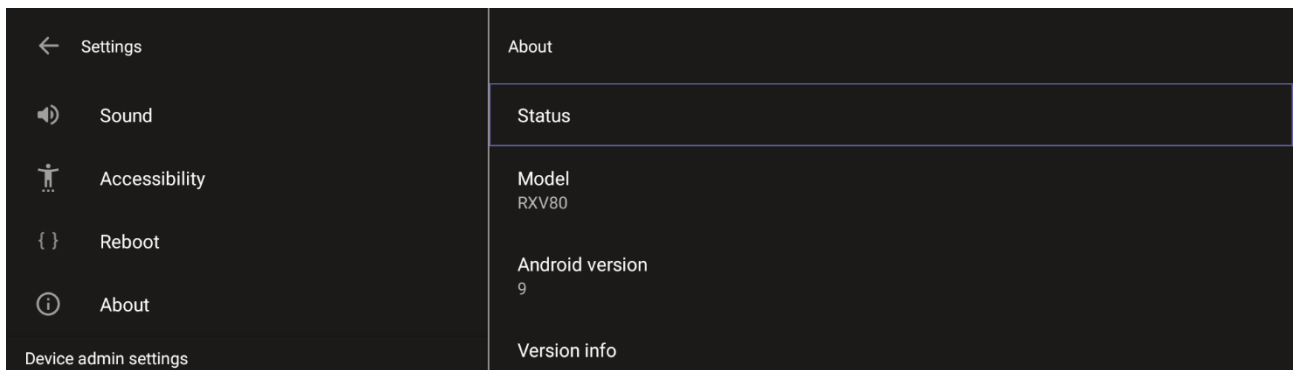 Settings
Sound
Accessibility
{ } Reboot
About
Device admin settings
About
Status
Model
RXV80
Android version
9
Version info